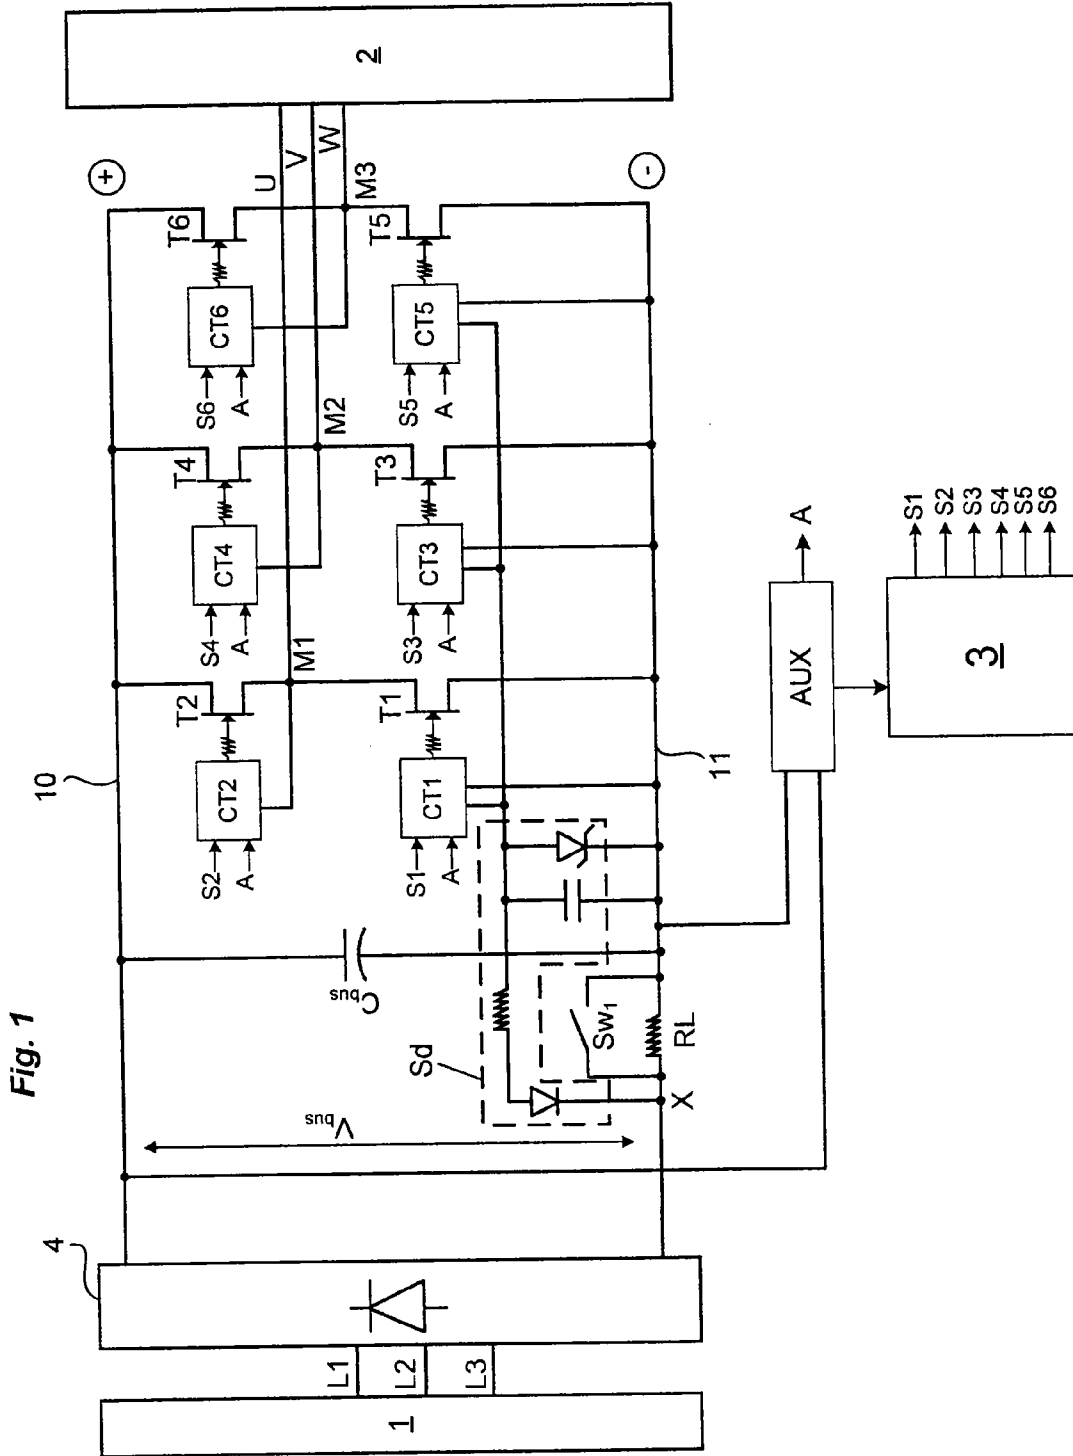 Fig. 1
1
L1
L2
L3
4
Vbus
10
Cbus
Sd
X
RL
Sw1
S2
A
CT2
T2
M1
S1
A
CT1
T1
S4
A
CT4
T4
M2
S3
A
CT3
T3
S6
A
CT6
T6
M3
S5
A
CT5
T5
U
V
W
+
-
2
11
AUX
A
3
S1
S2
S3
S4
S5
S6